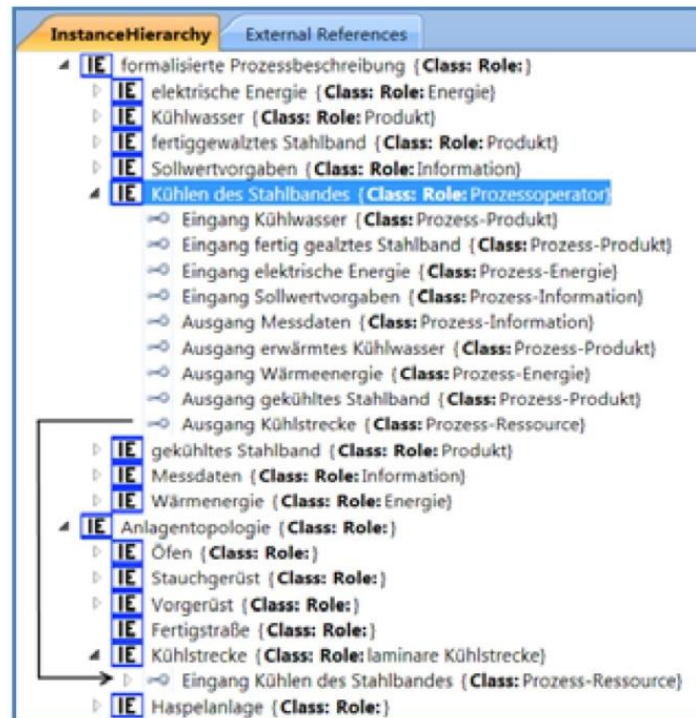 InstanceHierarchy External References
IE formalisierte Prozessbeschreibung {Class: Role:}
IE elektrische Energie {Class: Role: Energie}
IE Kühlwasser {Class: Role: Produkt}
IE fertiggewalztes Stahlband {Class: Role: Produkt}
IE Sollwertvorgaben {Class: Role: Information}
IE Kühlen des Stahlbandes {Class: Role: Prozessoperator}
Eingang Kühlwasser {Class: Prozess-Produkt}
Eingang fertig gealztes Stahlband {Class: Prozess-Produkt}
Eingang elektrische Energie {Class: Prozess-Energie}
Eingang Sollwertvorgaben {Class: Prozess-Information}
Ausgang Messdaten {Class: Prozess-Information}
Ausgang erwärmtes Kühlwasser {Class: Prozess-Produkt}
Ausgang Wärmeenergie {Class: Prozess-Energie}
Ausgang gekühltes Stahlband {Class: Prozess-Produkt}
Ausgang Kühlstrecke {Class: Prozess-Ressource}
IE gekühltes Stahlband {Class: Role: Produkt}
IE Messdaten {Class: Role: Information}
IE Wärmenergie {Class: Role: Energie}
IE Anlagentopologie {Class: Role:}
IE Öfen {Class: Role:}
IE Stauchgerüst {Class: Role:}
IE Vorgerüst {Class: Role:}
IE Fertigstraße {Class: Role:}
IE Kühlstrecke {Class: Role: laminare Kühlstrecke}
Eingang Kühlen des Stahlbandes {Class: Prozess-Ressource}
IE Haspelanlage {Class: Role:}